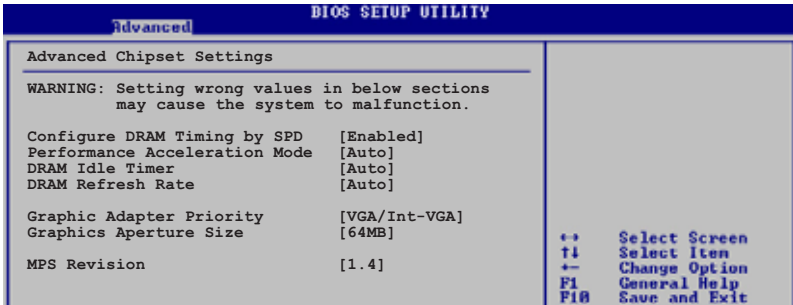 BIOS SETUP UTILITY
Advanced
Advanced Chipset Settings
WARNING: Setting wrong values in below sections
may cause the system to malfunction.
Configure DRAM Timing by SPD [Enabled]
Performance Acceleration Mode [Auto]
DRAM Idle Timer [Auto]
DRAM Refresh Rate [Auto]
Graphic Adapter Priority [VGA/Int-VGA]
Graphics Aperture Size [64MB]
MPS Revision [1.4]
↔ Select Screen
↑↓ Select Item
+- Change Option
F1 General Help
F10 Save and Exit